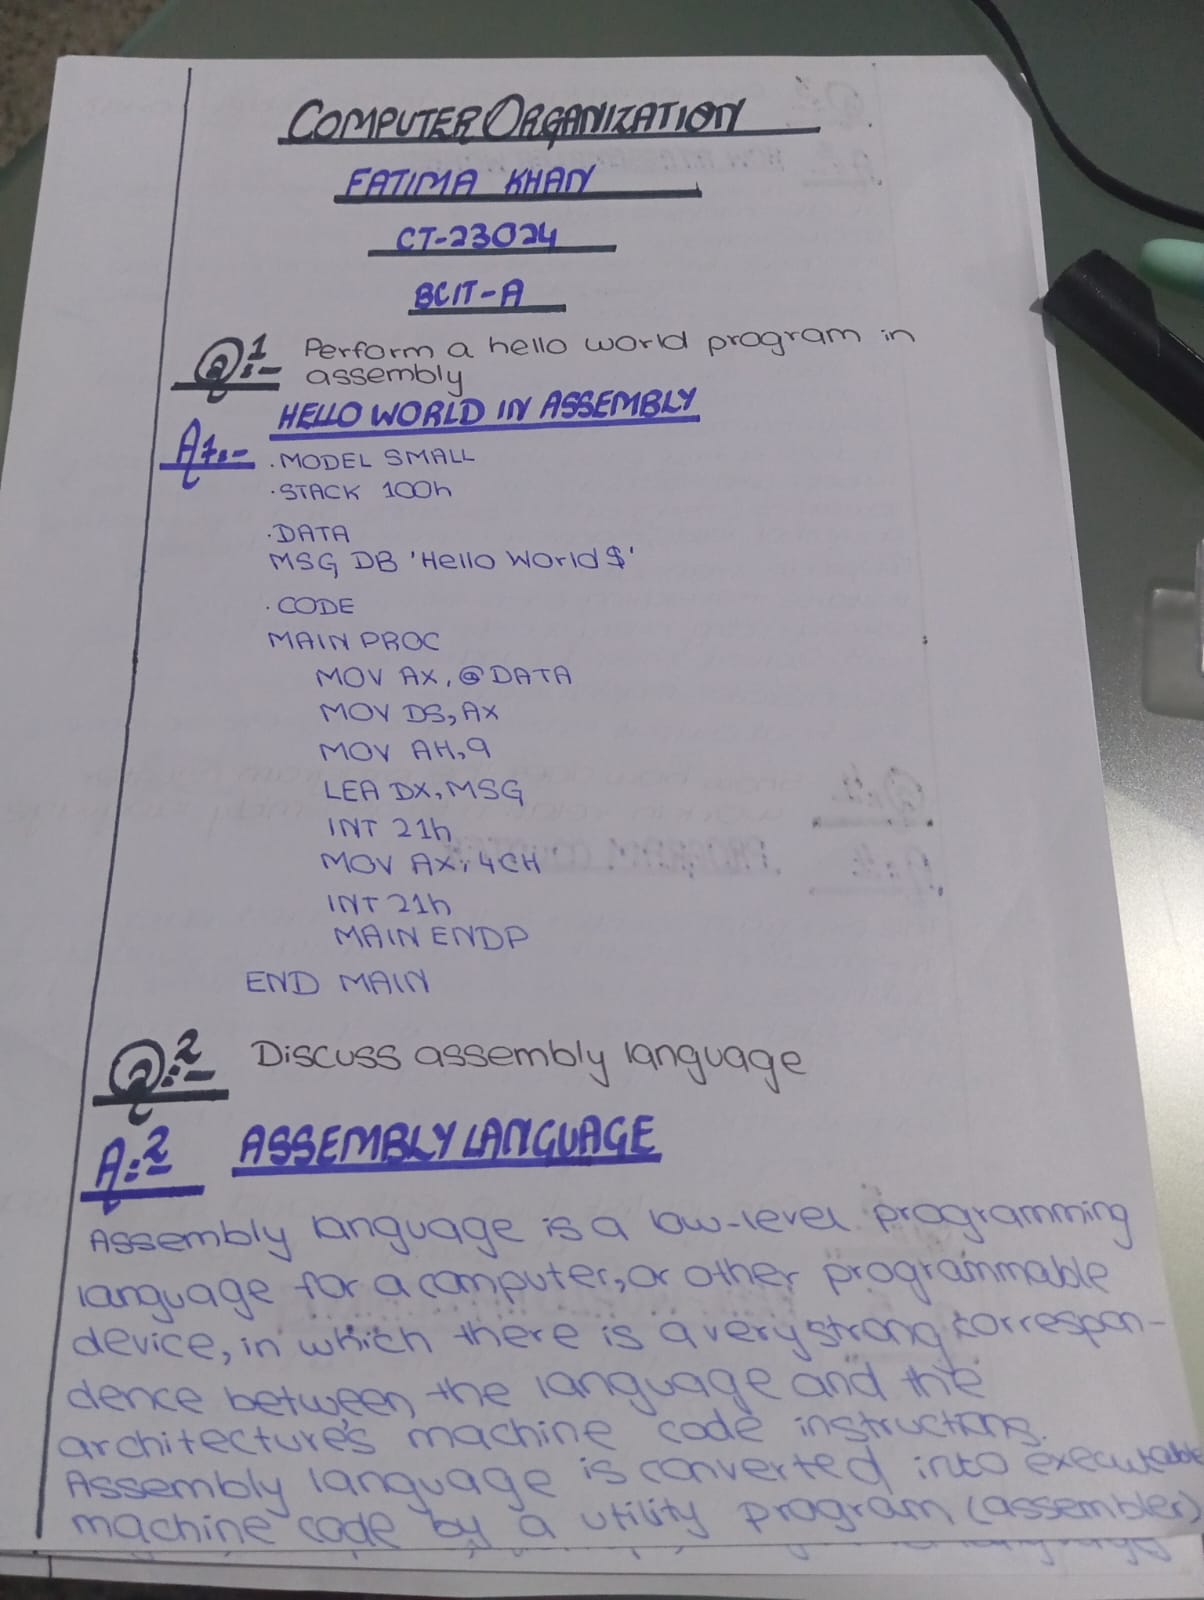 COMPUTER ORGANIZATION
FATIMA KHAN
CT-23024
BCIT-A
Q1:- Perform a hello world program in
assembly
HELLO WORLD IN ASSEMBLY
A1:- .MODEL SMALL
.STACK 100h
.DATA
MSG DB 'Hello World$'
.CODE
MAIN PROC
MOV AX, @DATA
MOV DS, AX
MOV AH, 9
LEA DX, MSG
INT 21h
MOV AX, 4CH
INT 21h
MAIN ENDP
END MAIN
Q:2- Discuss assembly language
A:2- ASSEMBLY LANGUAGE
Assembly language is a low-level programming
language for a computer, or other programmable
device, in which there is a very strong correspon-
dence between the language and the
architecture's machine code instructions.
Assembly language is converted into executable
machine code by a utility program (assembler)